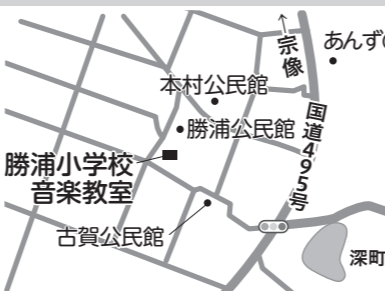 ↑宗像
あんずの
本村公民館
国道495号
勝浦公民館
勝浦小学校
音楽教室
古賀公民館
深町